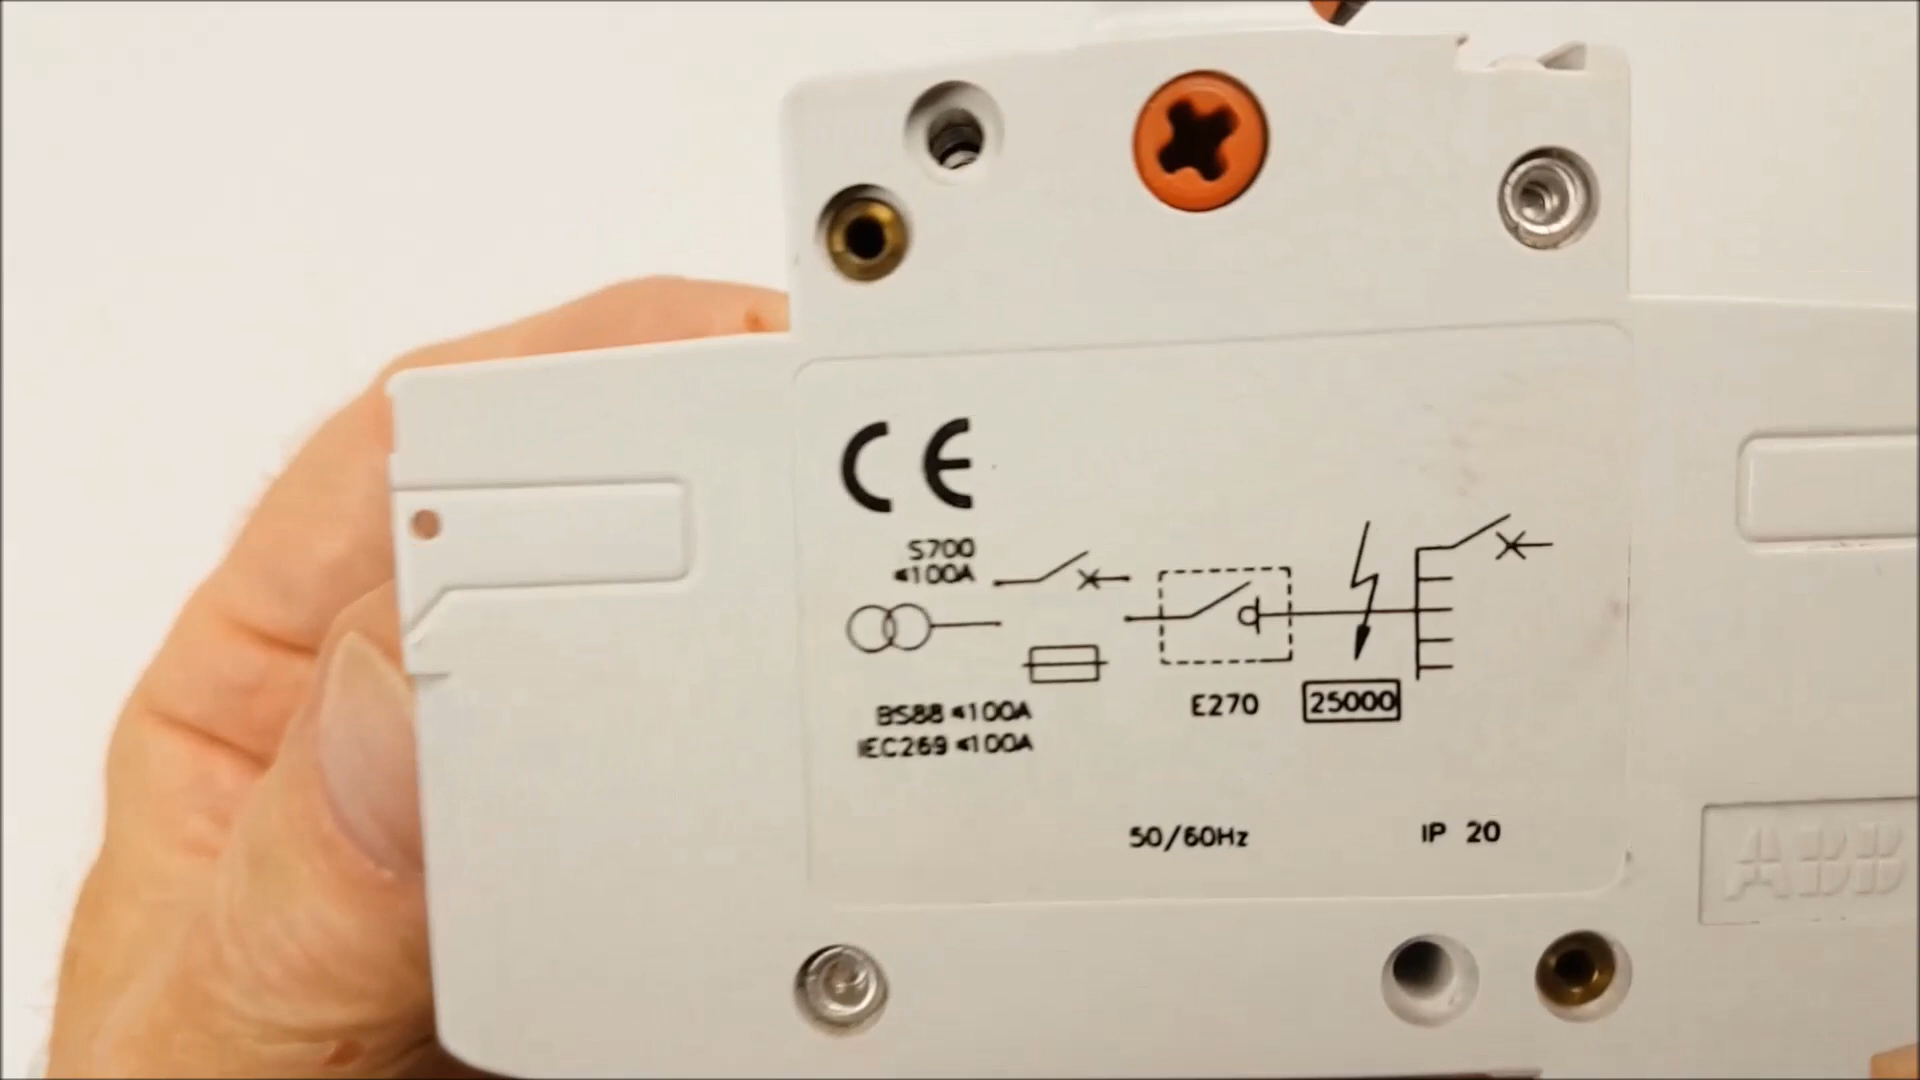 CE
S700
≤100A
BS88 ≤100A
IEC269 ≤100A
E270
25000
50/60Hz
IP 20
ABB